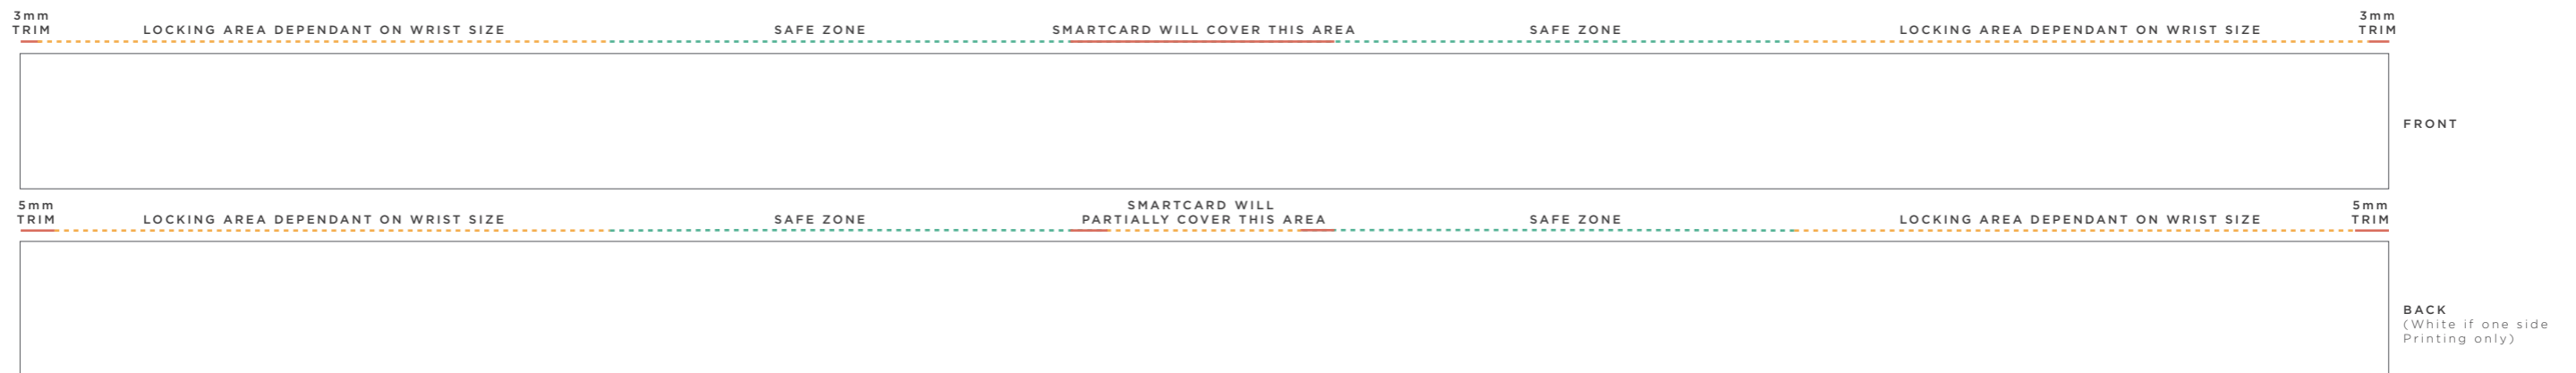 3mm
TRIM
LOCKING AREA DEPENDANT ON WRIST SIZE
SAFE ZONE
SMARTCARD WILL COVER THIS AREA
SAFE ZONE
LOCKING AREA DEPENDANT ON WRIST SIZE
3mm
TRIM
FRONT
5mm
TRIM
LOCKING AREA DEPENDANT ON WRIST SIZE
SAFE ZONE
SMARTCARD WILL
PARTIALLY COVER THIS AREA
SAFE ZONE
LOCKING AREA DEPENDANT ON WRIST SIZE
5mm
TRIM
BACK
(White if one side
Printing only)